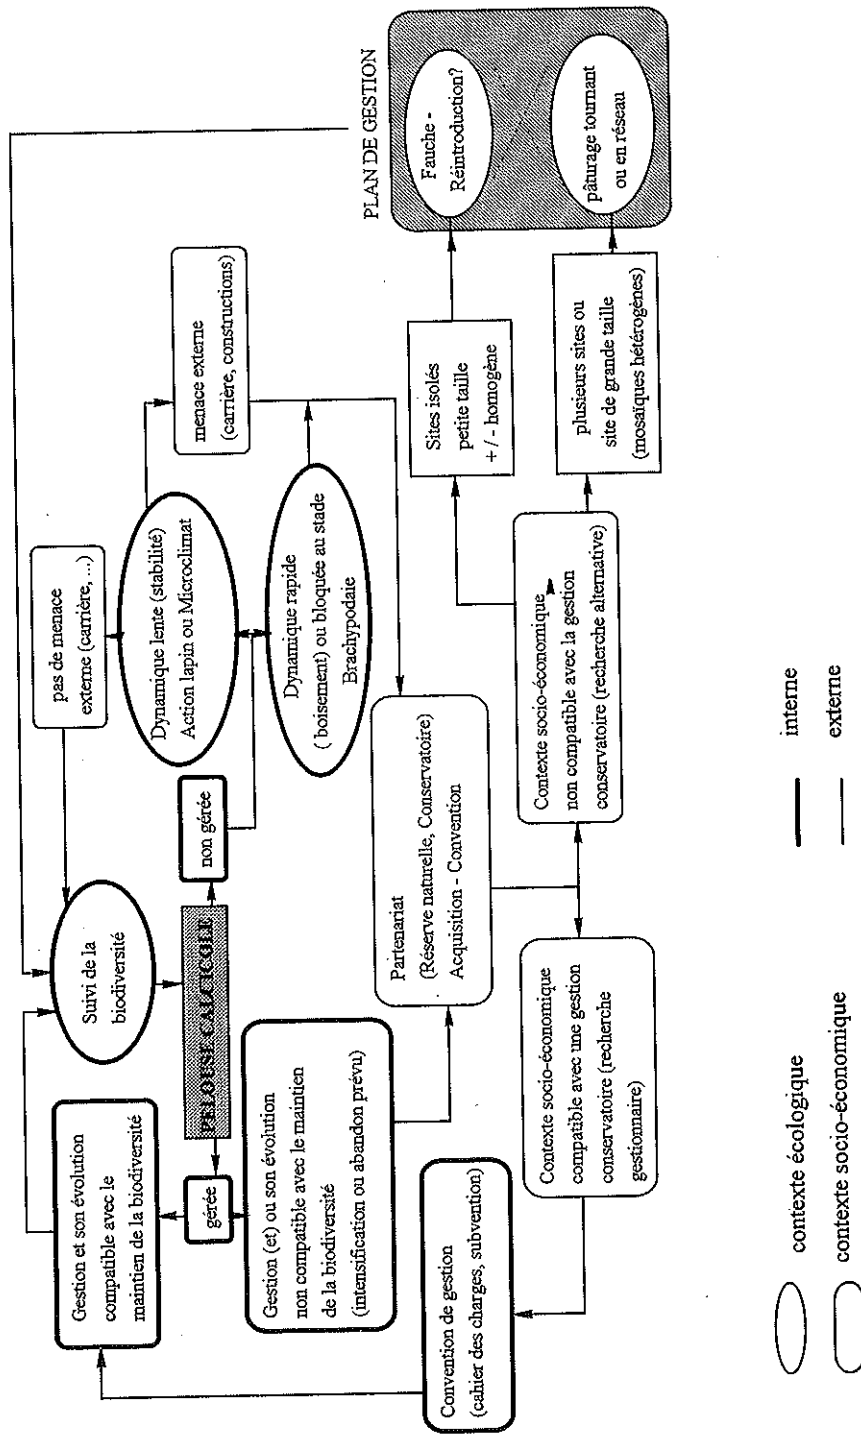 Gestion et son évolution
compatible avec le
maintien de la biodiversité
Suivi de la
biodiversité
pas de menace
externe (carrière, ...)
menace externe
(carrière, constructions)
PLAN DE GESTION
gérée
PELOUSE CALCICOLE
non gérée
Dynamique lente (stabilité)
Action lapin ou Microclimat
Fauche -
Réintroduction?
Gestion (et) ou son évolution
non compatible avec le maintien
de la biodiversité
(intensification ou abandon prévu)
Dynamique rapide
( boisement) ou bloquée au stade
Brachypodaie
Sites isolés
petite taille
+ / - homogène
Partenariat
(Réserve naturelle, Conservatoire)
Acquisition - Convention
pâturage tournant
ou en réseau
Convention de gestion
(cahier des charges, subvention)
Contexte socio-économique
compatible avec une gestion
conservatoire (recherche
gestionnaire)
Contexte socio-économique
non compatible avec la gestion
conservatoire (recherche alternative)
plusieurs sites ou
site de grande taille
(mosaïques hétérogènes)
contexte écologique
interne
contexte socio-économique
externe